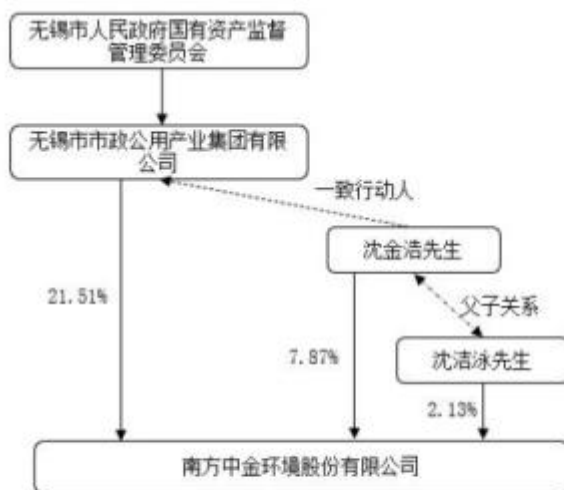 无锡市人民政府国有资产监督
管理委员会
无锡市市政公用产业集团有限
公司
一致行动人
沈金浩先生
21.51%
父子关系
7.87%
沈洁泳先生
2.13%
南方中金环境股份有限公司